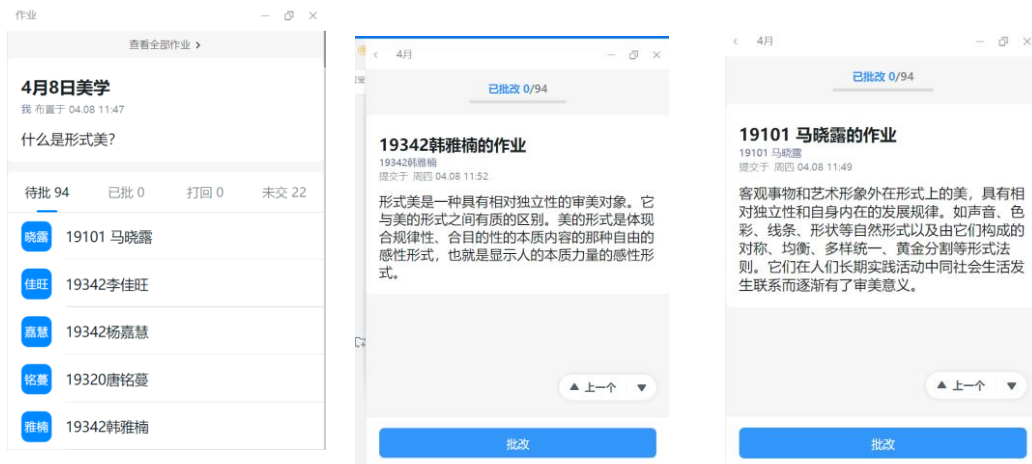 作业
查看全部作业 >
4月8日美学
我 布置于 04.08 11:47
什么是形式美?
待批 94 已批 0 打回 0 未交 22
晓露 19101 马晓露
佳旺 19342李佳旺
嘉慧 19342杨嘉慧
铭蔓 19320唐铭蔓
雅楠 19342韩雅楠
4月
已批改 0/94
19342韩雅楠的作业
19342韩雅楠
提交于 周四 04.08 11:52
形式美是一种具有相对独立性的审美对象。它
与美的形式之间有质的区别。美的形式是体现
合规律性、合目的性的本质内容的那种自由的
感性形式，也就是显示人的本质力量的感性形
式。
上一个
批改
4月
已批改 0/94
19101 马晓露的作业
19101 马晓露
提交于 周四 04.08 11:49
客观事物和艺术形象外在形式上的美，具有相
对独立性和自身内在的发展规律。如声音、色
彩、线条、形状等自然形式以及由它们构成的
对称、均衡、多样统一、黄金分割等形式法
则。它们在人们长期实践活动中同社会生活发
生联系而逐渐有了审美意义。
上一个
批改